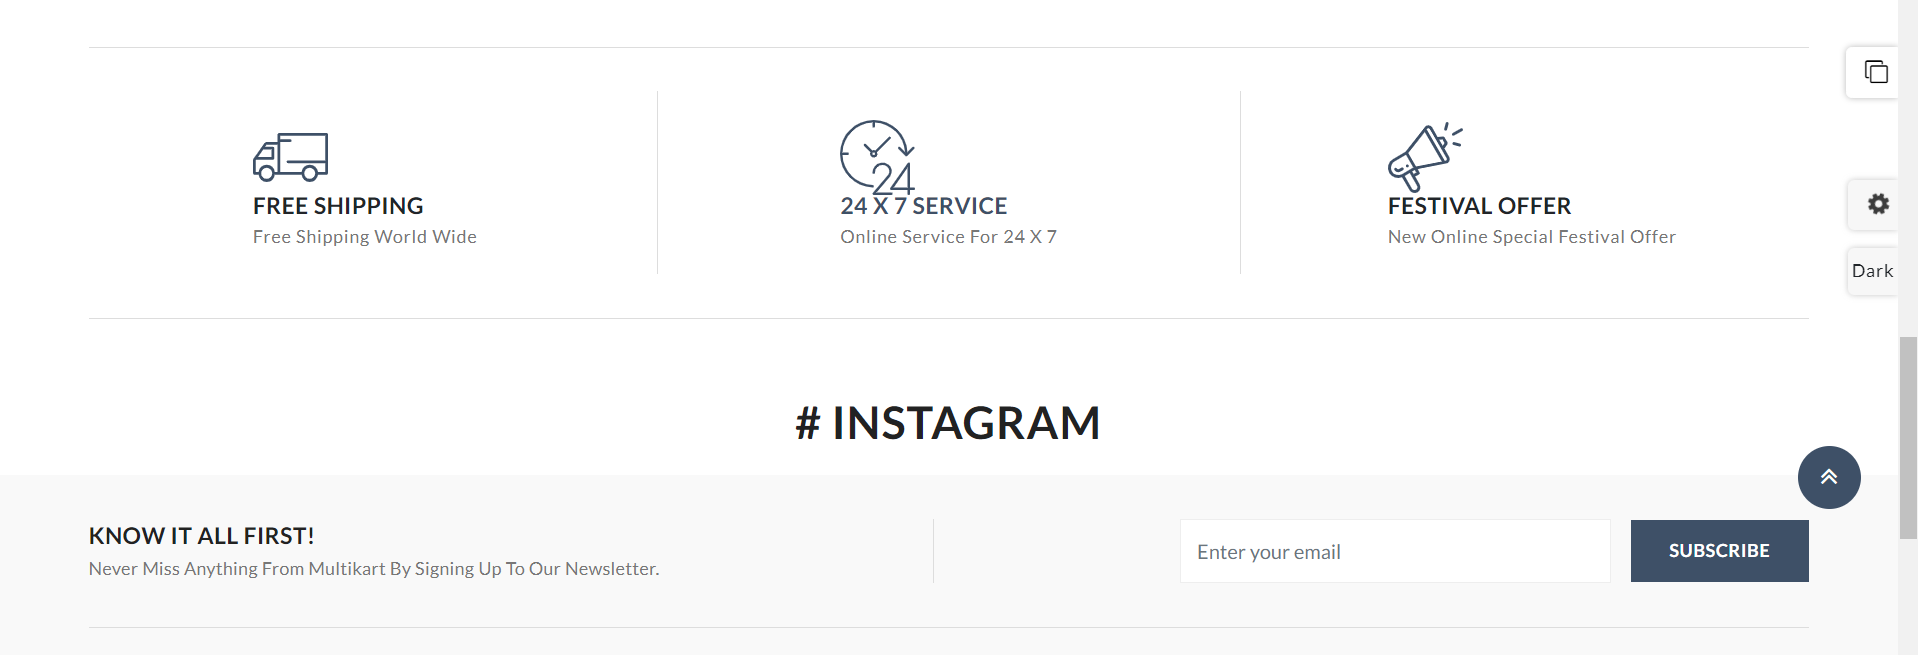 24
FREE SHIPPING
Free Shipping World Wide
24 X 7 SERVICE
Online Service For 24 X 7
FESTIVAL OFFER
New Online Special Festival Offer
Dark
# INSTAGRAM
KNOW IT ALL FIRST!
Never Miss Anything From Multikart By Signing Up To Our Newsletter.
Enter your email
SUBSCRIBE